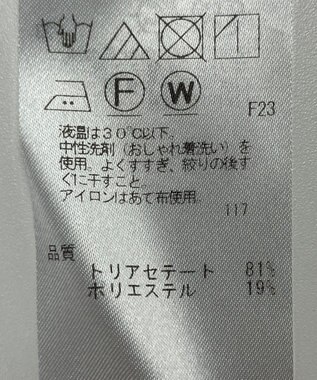 F W
F23
液温は30℃以下。
中性洗剤（おしゃれ着洗い）を
使用。よくすすぎ、絞りの後す
ぐに干すこと。
アイロンはあて布使用。
117
品質
トリアセテート 81%
ポリエステル 19%